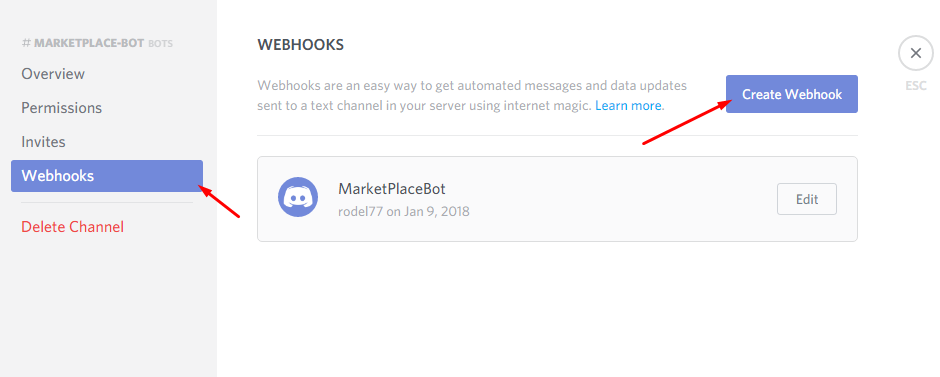 # MARKETPLACE-BOT BOTS
Overview
Permissions
Invites
Webhooks
Delete Channel
WEBHOOKS
Webhooks are an easy way to get automated messages and data updates
sent to a text channel in your server using internet magic. Learn more.
Create Webhook
ESC
MarketPlaceBot
rodel77 on Jan 9, 2018
Edit